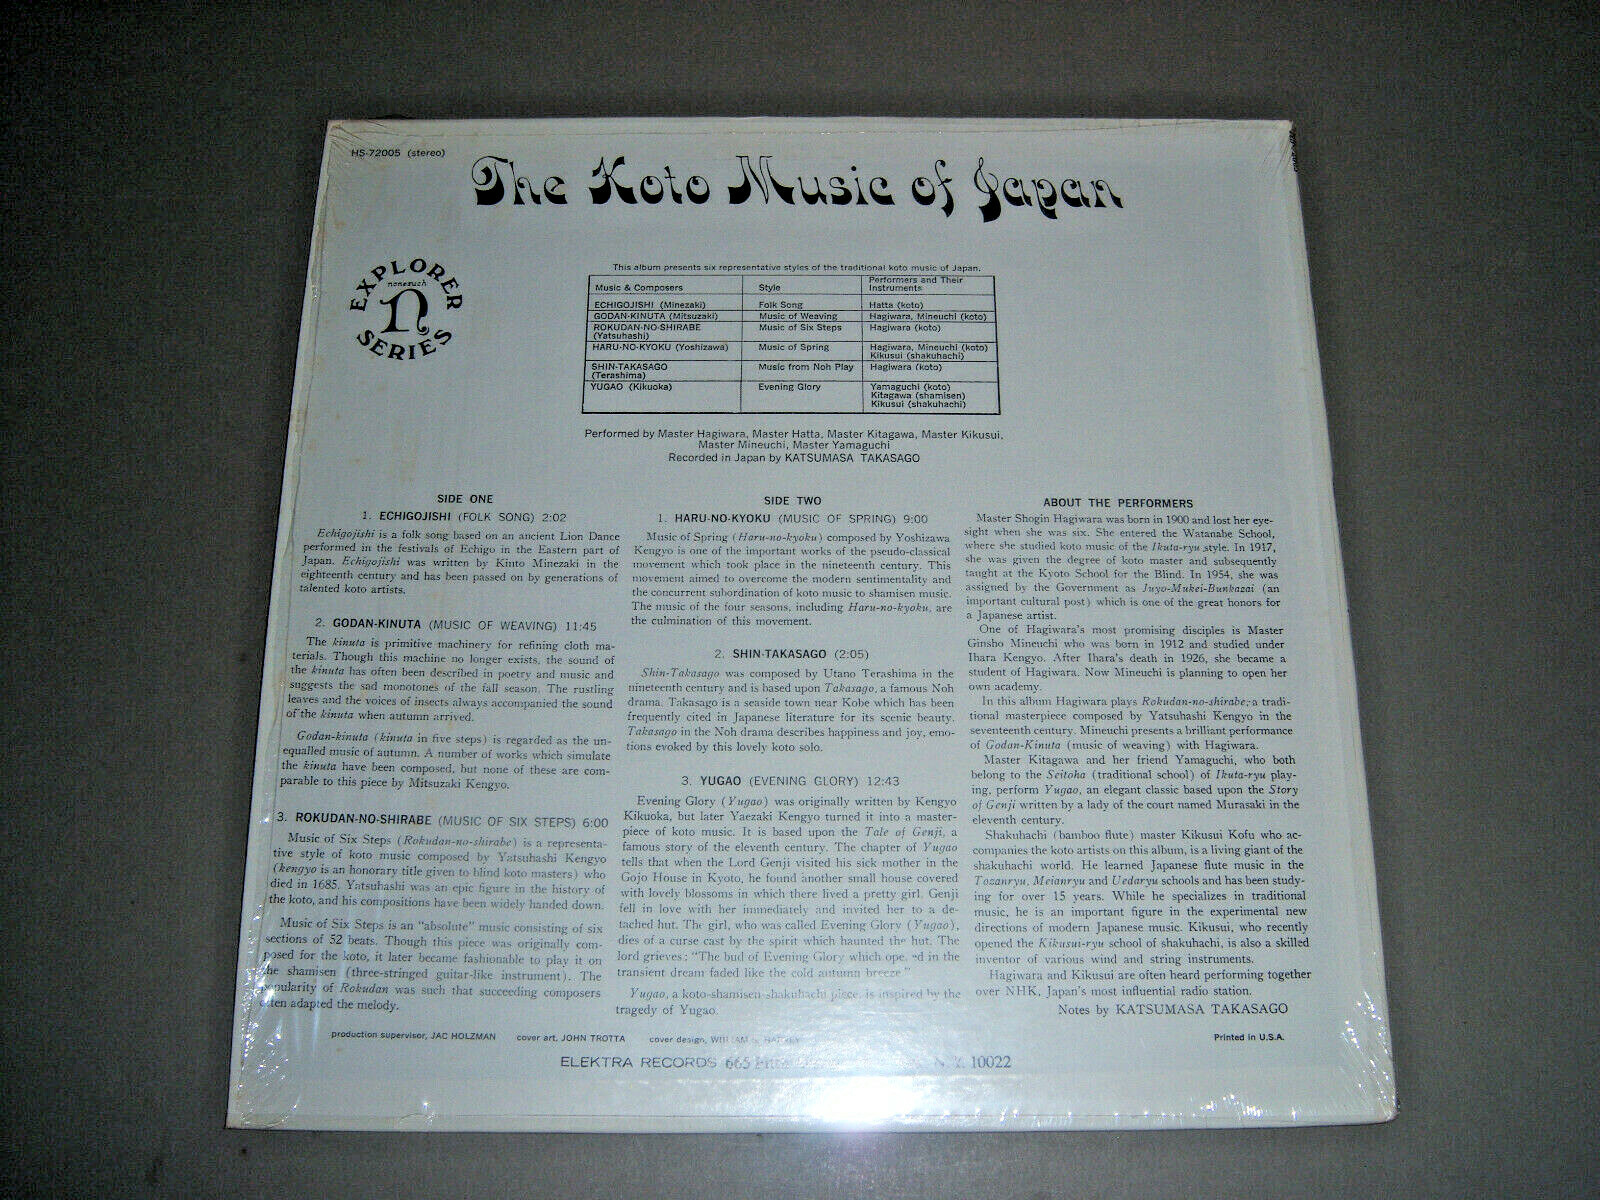 HS-72005 (stereo)
The Koto Music of Japan
EXPLORER
nonesuch
n
SERIES
This album presents six representative styles of the traditional koto music of Japan.
Music & Composers Style Performers and Their
Instruments
ECHIGOJISHI (Minezaki) Folk Song Hatta (koto)
GODAN-KINUTA (Mitsuzaki) Music of Weaving Hagiwara, Mineuchi (koto)
ROKUDAN-NO-SHIRABE Music of Six Steps Hagiwara (koto)
(Yatsuhashi)
HARU-NO-KYOKU (Yoshizawa) Music of Spring Hagiwara, Mineuchi (koto)
Kikusui (shakuhachi)
SHIN-TAKASAGO Music from Noh Play Hagiwara (koto)
(Terashima)
YUGAO (Kikuoka) Evening Glory Yamaguchi (koto)
Kitagawa (shamisen)
Kikusui (shakuhachi)
Performed by Master Hagiwara, Master Hatta, Master Kitagawa, Master Kikusui,
Master Mineuchi, Master Yamaguchi
Recorded in Japan by KATSUMASA TAKASAGO
SIDE ONE
1. ECHIGOJISHI (FOLK SONG) 2:02
Echigojishi is a folk song based on an ancient Lion Dance
performed in the festivals of Echigo in the Eastern part of
Japan. Echigojishi was written by Kinto Minezaki in the
eighteenth century and has been passed on by generations of
talented koto artists.
2. GODAN-KINUTA (MUSIC OF WEAVING) 11:45
The kinuta is primitive machinery for refining cloth ma-
terials. Though this machine no longer exists, the sound of
the kinuta has often been described in poetry and music and
suggests the sad monotones of the fall season. The rustling
leaves and the voices of insects always accompanied the sound
of the kinuta when autumn arrived.
Godan-kinuta (kinuta in five steps) is regarded as the un-
equalled music of autumn. A number of works which simulate
the kinuta have been composed, but none of these are com-
parable to this piece by Mitsuzaki Kengyo.
3. ROKUDAN-NO-SHIRABE (MUSIC OF SIX STEPS) 6:00
Music of Six Steps (Rokudan-no-shirabe) is a representa-
tive style of koto music composed by Yatsuhashi Kengyo
(kengyo is an honorary title given to blind koto masters) who
died in 1685. Yatsuhashi was an epic figure in the history of
the koto, and his compositions have been widely handed down.
Music of Six Steps is an "absolute" music consisting of six
sections of 52 beats. Though this piece was originally com-
posed for the koto, it later became fashionable to play it on
the shamisen (three-stringed guitar-like instrument). The
popularity of Rokudan was such that succeeding composers
often adapted the melody.
SIDE TWO
1. HARU-NO-KYOKU (MUSIC OF SPRING) 9:00
Music of Spring (Haru-no-kyoku) composed by Yoshizawa
Kengyo is one of the important works of the pseudo-classical
movement which took place in the nineteenth century. This
movement aimed to overcome the modern sentimentality and
the concurrent subordination of koto music to shamisen music.
The music of the four seasons, including Haru-no-kyoku, are
the culmination of this movement.
2. SHIN-TAKASAGO (2:05)
Shin-Takasago was composed by Utano Terashima in the
nineteenth century and is based upon Takasago, a famous Noh
drama. Takasago is a seaside town near Kobe which has been
frequently cited in Japanese literature for its scenic beauty.
Takasago in the Noh drama describes happiness and joy, emo-
tions evoked by this lovely koto solo.
3. YUGAO (EVENING GLORY) 12:43
Evening Glory (Yugao) was originally written by Kengyo
Kikuoka, but later Yaezaki Kengyo turned it into a master-
piece of koto music. It is based upon the Tale of Genji, a
famous story of the eleventh century. The chapter of Yugao
tells that when the Lord Genji visited his sick mother in the
Gojo House in Kyoto, he found another small house covered
with lovely blossoms in which there lived a pretty girl. Genji
fell in love with her immediately and invited her to a de-
tached hut. The girl, who was called Evening Glory (Yugao),
dies of a curse cast by the spirit which haunted the hut. The
lord grieves: "The bud of Evening Glory which opened in the
transient dream faded like the cold autumn breeze."
Yugao, a koto-shamisen-shakuhachi piece, is inspired by the
tragedy of Yugao.
ABOUT THE PERFORMERS
Master Shogin Hagiwara was born in 1900 and lost her eye-
sight when she was six. She entered the Watanabe School,
where she studied koto music of the Ikuta-ryu style. In 1917,
she was given the degree of koto master and subsequently
taught at the Kyoto School for the Blind. In 1954, she was
assigned by the Government as Juyo-Mukei-Bunkazai (an
important cultural post) which is one of the great honors for
a Japanese artist.
One of Hagiwara's most promising disciples is Master
Ginsho Mineuchi who was born in 1912 and studied under
Ihara Kengyo. After Ihara's death in 1926, she became a
student of Hagiwara. Now Mineuchi is planning to open her
own academy.
In this album Hagiwara plays Rokudan-no-shirabe, a tradi-
tional masterpiece composed by Yatsuhashi Kengyo in the
seventeenth century. Mineuchi presents a brilliant performance
of Godan-Kinuta (music of weaving) with Hagiwara.
Master Kitagawa and her friend Yamaguchi, who both
belong to the Seitoha (traditional school) of Ikuta-ryu play-
ing, perform Yugao, an elegant classic based upon the Story
of Genji written by a lady of the court named Murasaki in the
eleventh century.
Shakuhachi (bamboo flute) master Kikusui Kofu who ac-
companies the koto artists on this album, is a living giant of the
shakuhachi world. He learned Japanese flute music in the
Tozanryu, Meianryu and Uedaryu schools and has been study-
ing for over 15 years. While he specializes in traditional
music, he is an important figure in the experimental new
directions of modern Japanese music. Kikusui, who recently
opened the Kikusui-ryu school of shakuhachi, is also a skilled
inventor of various wind and string instruments.
Hagiwara and Kikusui are often heard performing together
over NHK, Japan's most influential radio station.
Notes by KATSUMASA TAKASAGO
production supervisor, JAC HOLZMAN cover art, JOHN TROTTA cover design, WILLIAM S. HARVEY
Printed in U.S.A.
ELEKTRA RECORDS 665 N.Y. 10022